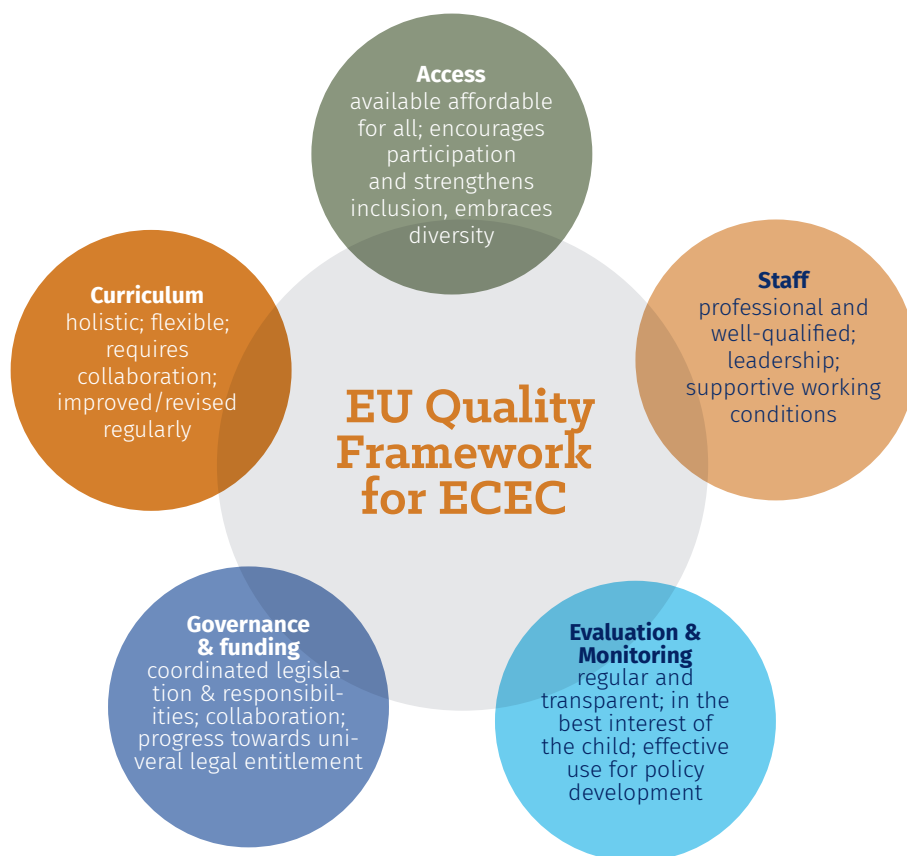 Access
available affordable
for all; encourages
participation
and strengthens
inclusion, embraces
diversity
Staff
professional and
well-qualified;
leadership;
supportive working
conditions
Curriculum
holistic; flexible;
requires
collaboration;
improved/revised
regularly
EU Quality
Framework
for ECEC
Governance
& funding
coordinated legisla-
tion & responsibil-
ities; collaboration;
progress towards uni-
veral legal entitlement
Evaluation &
Monitoring
regular and
transparent; in the
best interest of
the child; effective
use for policy
development